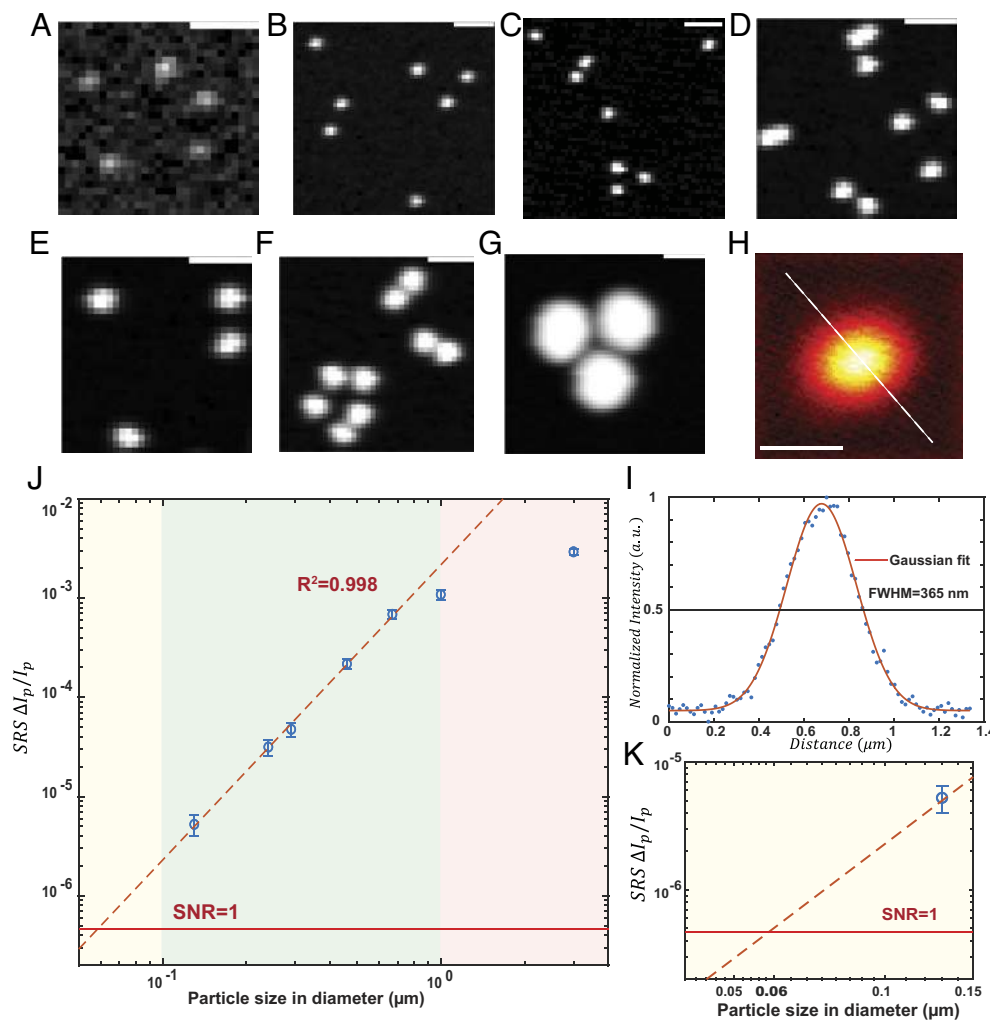 A
B
C
D
E
F
G
H
J
10^-2
10^-3
10^-4
10^-5
10^-6
SRS ΔI_p/I_p
R²=0.998
SNR=1
10^-1
10^0
Particle size in diameter (μm)
I
1
0.5
0
Normalized Intensity (a.u.)
Gaussian fit
FWHM=365 nm
0 0.2 0.4 0.6 0.8 1 1.2 1.4
Distance (μm)
K
10^-5
10^-6
SRS ΔI_p/I_p
SNR=1
0.05 0.06 0.1 0.15
Particle size in diameter (μm)